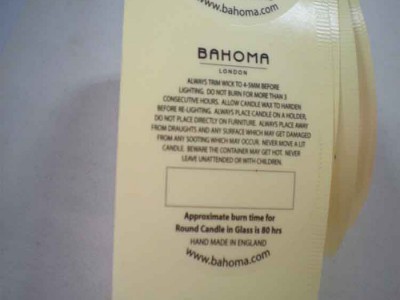 www.bahoma.com
BAHOMA
LONDON
ALWAYS TRIM WICK TO 4-5MM BEFORE
LIGHTING. DO NOT BURN FOR MORE THAN 3
CONSECUTIVE HOURS. ALLOW CANDLE WAX TO HARDEN
BEFORE RE-LIGHTING. ALWAYS PLACE CANDLE ON A HOLDER,
DO NOT PLACE DIRECTLY ON FURNITURE. ALWAYS PLACE AWAY
FROM DRAUGHTS AND ANY SURFACE WHICH MAY GET DAMAGED
FROM ANY SOOTING WHICH MAY OCCUR. NEVER MOVE A LIT
CANDLE. BEWARE THE CONTAINER MAY GET HOT. NEVER
LEAVE UNATTENDED OR WITH CHILDREN.
Approximate burn time for
Round Candle in Glass is 80 hrs
HAND MADE IN ENGLAND
www.bahoma.com